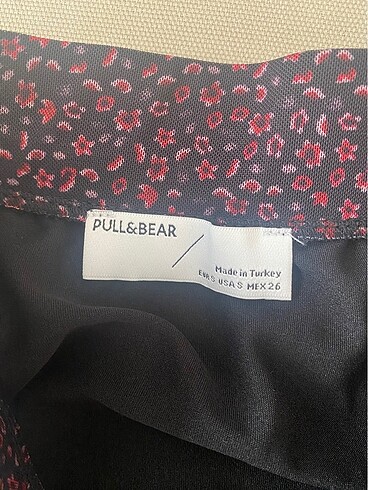 PULL&BEAR
Made in Turkey
EUR S USA S MEX 26